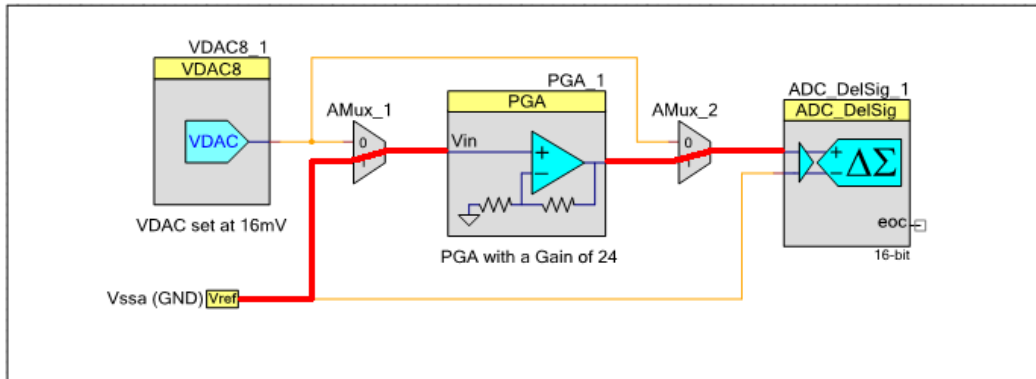 VDAC8_1
VDAC8
VDAC
VDAC set at 16mV
AMux_1
0
1
PGA_1
PGA
Vin
PGA with a Gain of 24
AMux_2
0
1
ADC_DelSig_1
ADC_DelSig
ΔΣ
eoc
16-bit
Vssa (GND) Vref